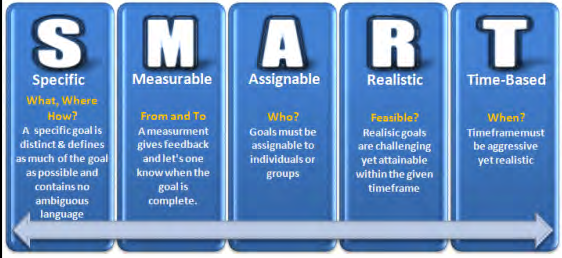 S
Specific
What, Where
How?
A specific goal is
distinct & defines
as much of the goal
as possible and
contains no
ambiguous
language
M
Measurable
From and To
A measurment
gives feedback
and let's one
know when the
goal is
complete.
A
Assignable
Who?
Goals must be
assignable to
individuals or
groups
R
Realistic
Feasible?
Realisic goals
are challenging
yet attainable
within the given
timeframe
T
Time-Based
When?
Timeframe must
be aggressive
yet realistic